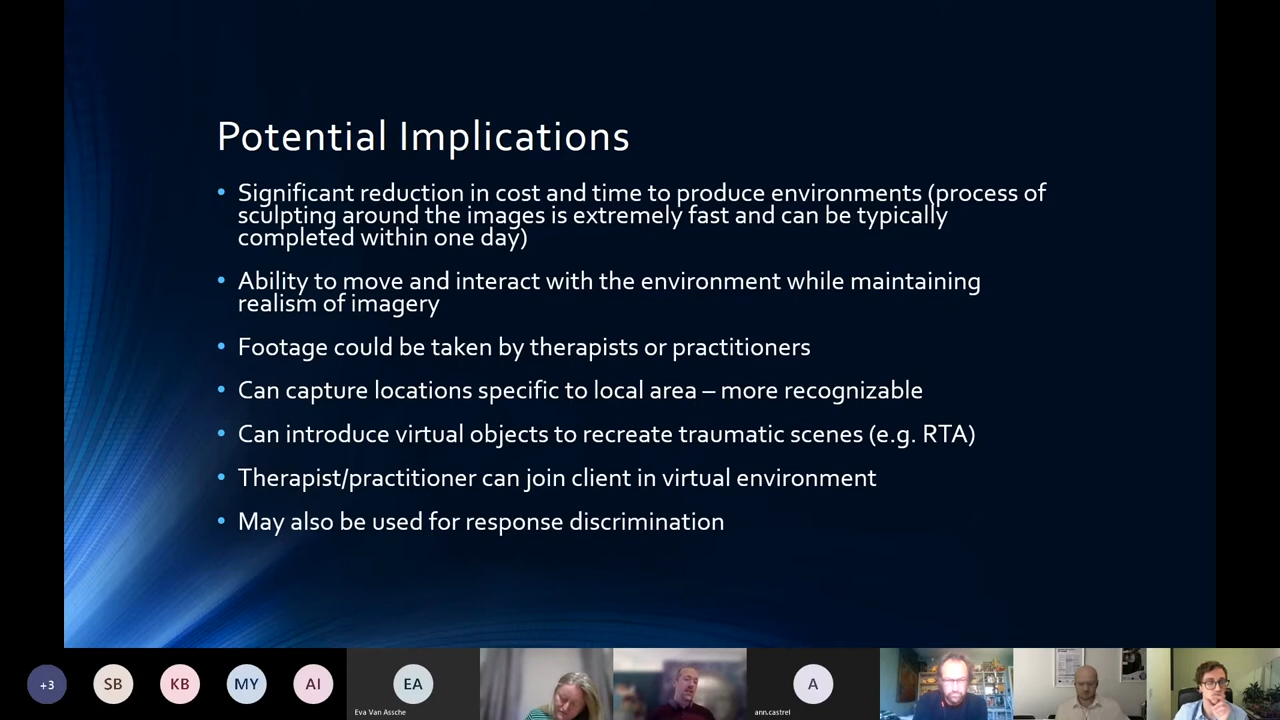 Potential Implications
• Significant reduction in cost and time to produce environments (process of
sculpting around the images is extremely fast and can be typically
completed within one day)
• Ability to move and interact with the environment while maintaining
realism of imagery
• Footage could be taken by therapists or practitioners
• Can capture locations specific to local area – more recognizable
• Can introduce virtual objects to recreate traumatic scenes (e.g. RTA)
• Therapist/practitioner can join client in virtual environment
• May also be used for response discrimination
+3 SB KB MY AI EA A
Eva Van Assche ann.castrel